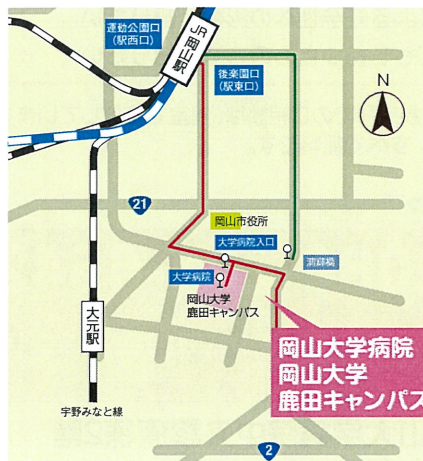 運動公園口
(駅西口)
JR
岡山駅
後楽園口
(駅東口)
N
21
岡山市役所
大学病院入口
清輝橋
大学病院
岡山大学
鹿田キャンパス
大元駅
岡山大学病院
岡山大学
鹿田キャンパス
宇野みなと線
2